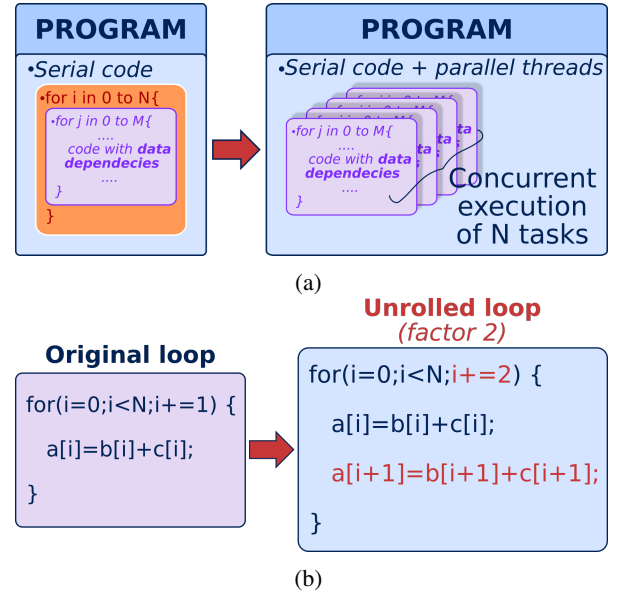 PROGRAM
•Serial code
•for i in 0 to N{
•for j in 0 to M{
....
code with data
dependecies
....
}
}
PROGRAM
•Serial code + parallel threads
•for j in 0 to M{
....
code with data
dependecies
....
}
Concurrent
execution
of N tasks
(a)
Original loop
for(i=0;i<N;i+=1) {
a[i]=b[i]+c[i];
}
Unrolled loop
(factor 2)
for(i=0;i<N;i+=2) {
a[i]=b[i]+c[i];
a[i+1]=b[i+1]+c[i+1];
}
(b)